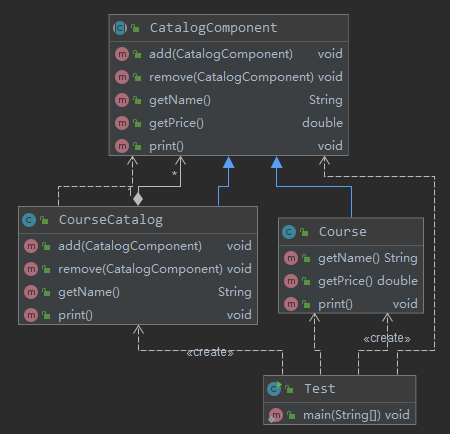 CatalogComponent
add(CatalogComponent) void
remove(CatalogComponent) void
getName() String
getPrice() double
print() void
1
*
CourseCatalog
add(CatalogComponent) void
remove(CatalogComponent) void
getName() String
print() void
Course
getName() String
getPrice() double
print() void
«create»
«create»
Test
main(String[]) void